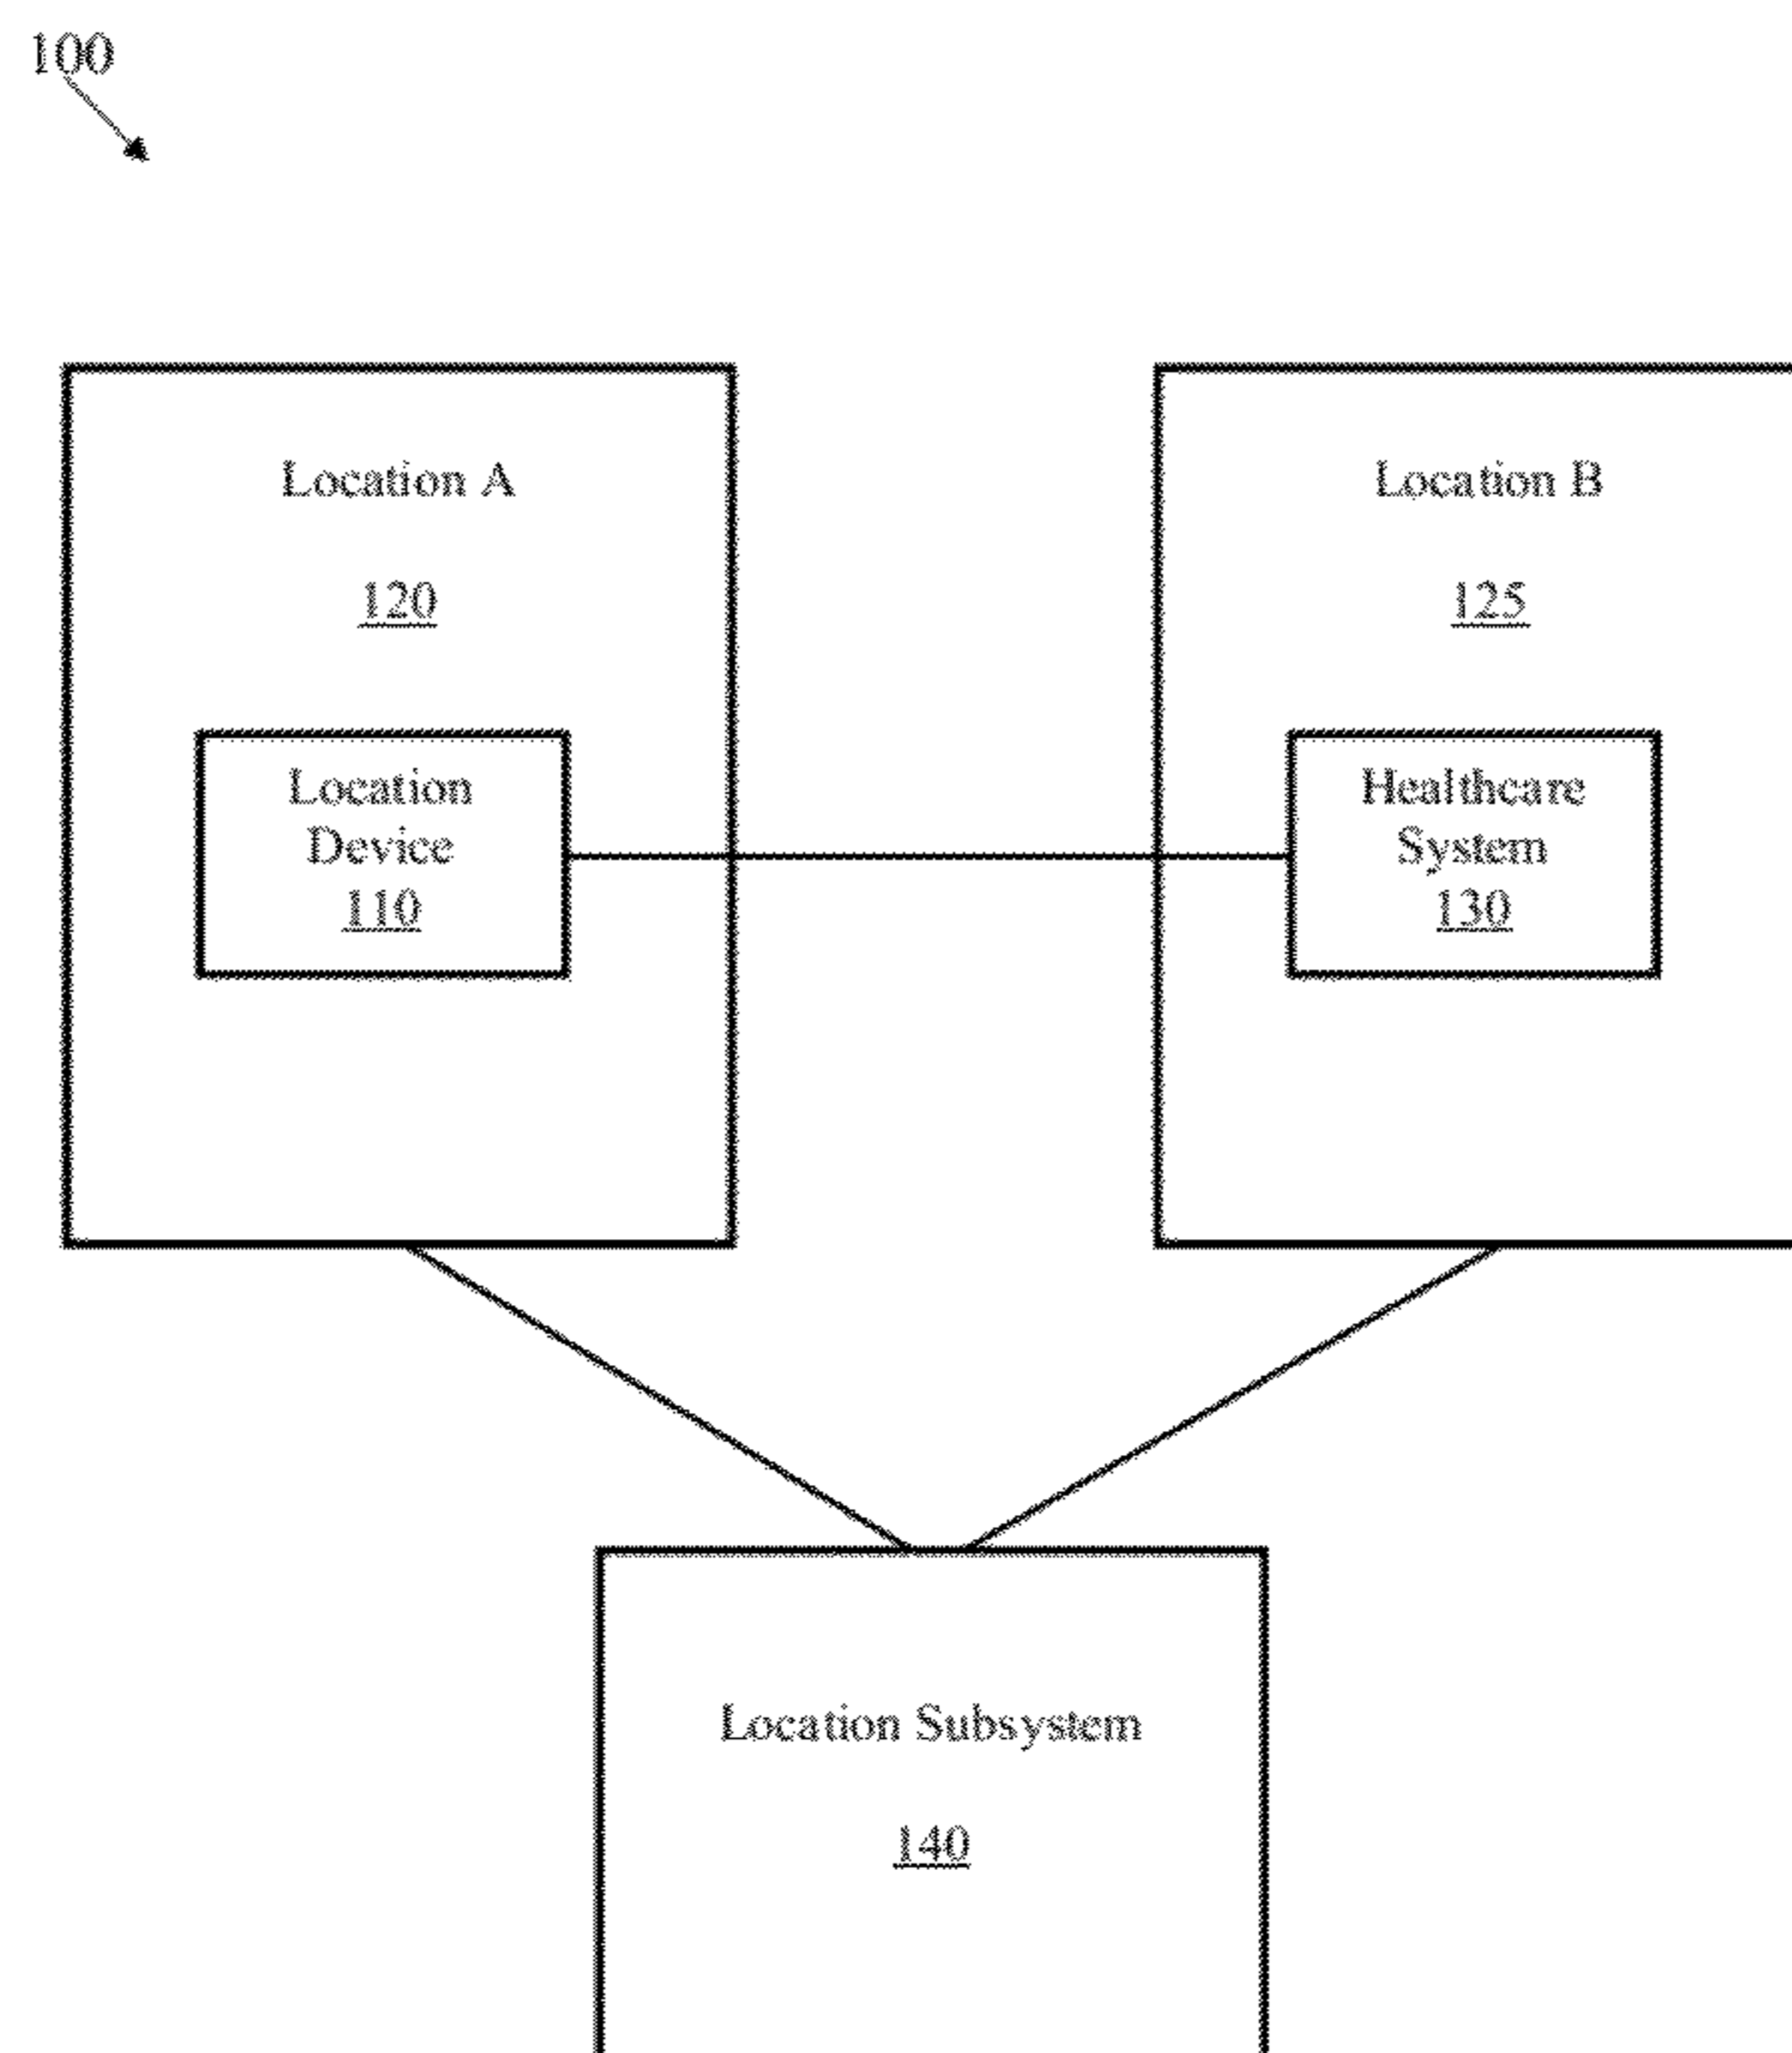 100
Location A
120
Location
Device
110
Location B
125
Healthcare
System
130
Location Subsystem
140